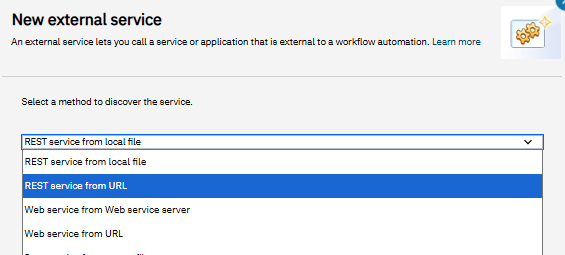 New external service
An external service lets you call a service or application that is external to a workflow automation. Learn more
Select a method to discover the service.
REST service from local file
REST service from local file
REST service from URL
Web service from Web service server
Web service from URL